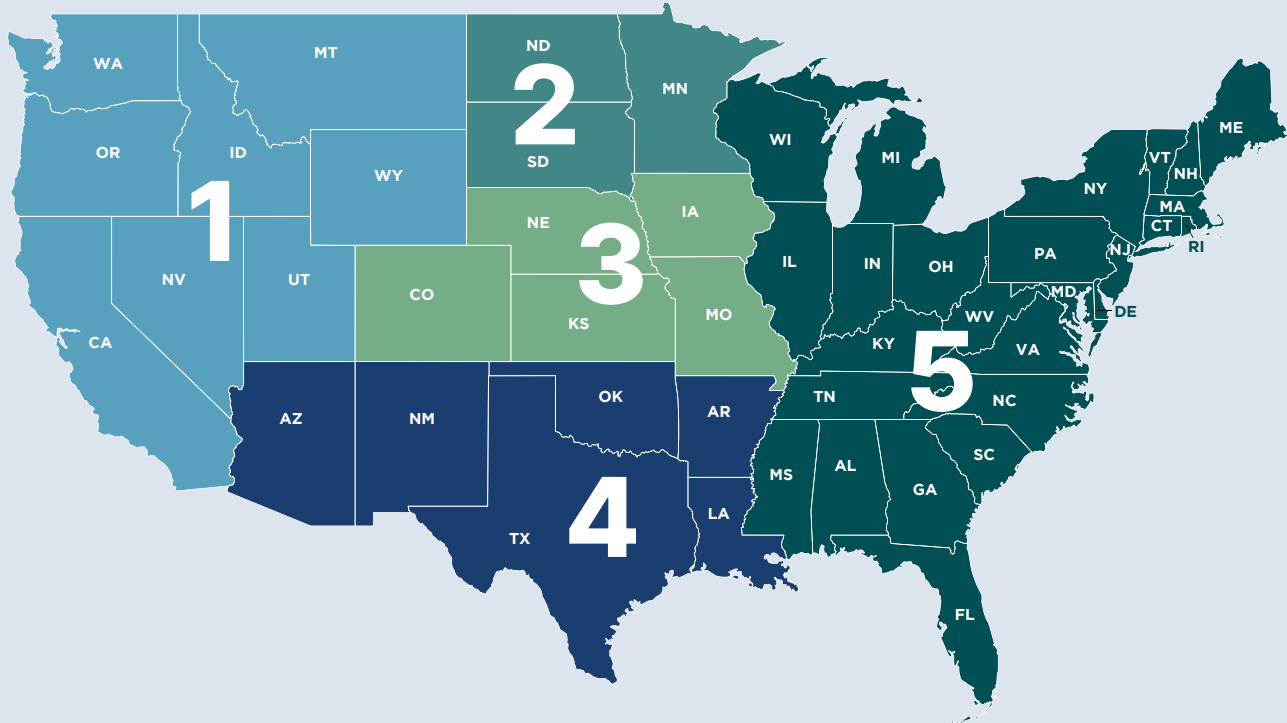 WA
MT
ND
MN
OR
ID
WY
SD
2
1
NV
UT
CA
NE
IA
3
CO
KS
MO
AZ
NM
OK
AR
TX
4
LA
WI
MI
IL
IN
OH
KY
WV
VA
5
TN
NC
SC
MS
AL
GA
FL
PA
NY
VT
NH
ME
MA
CT
RI
NJ
MD
DE